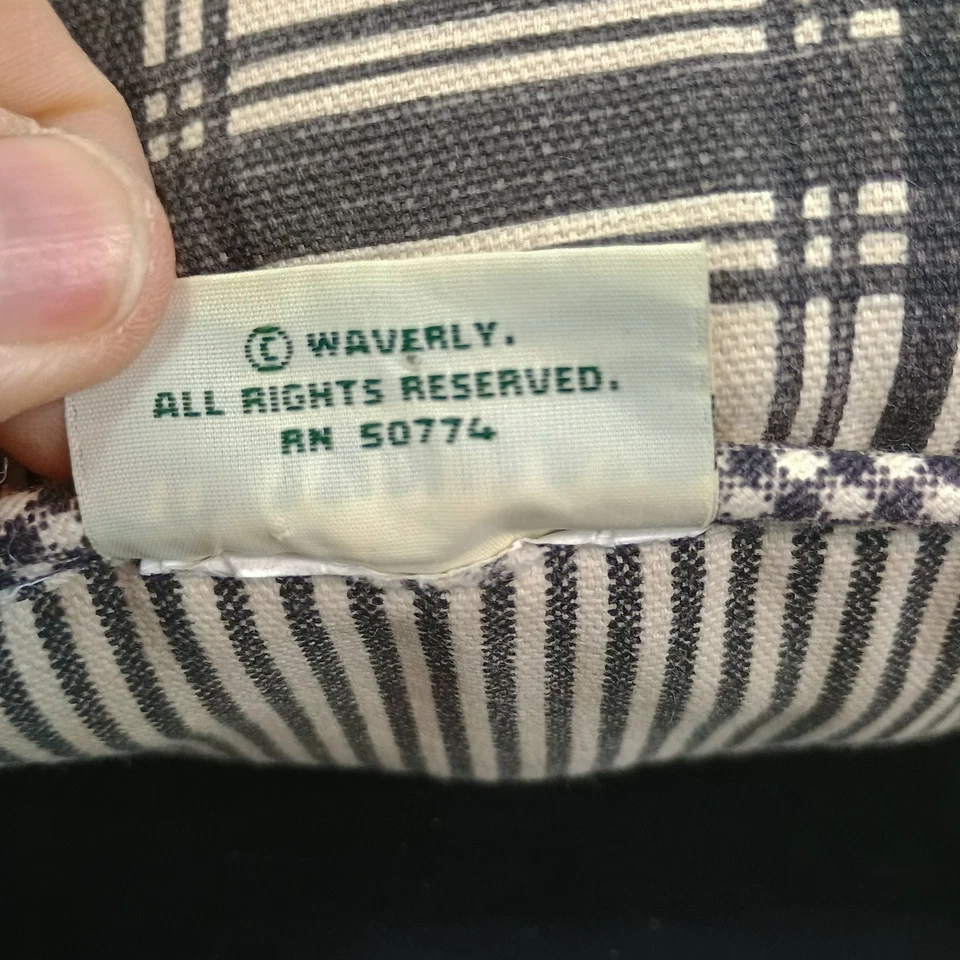 © WAVERLY.
ALL RIGHTS RESERVED.
RN 50774